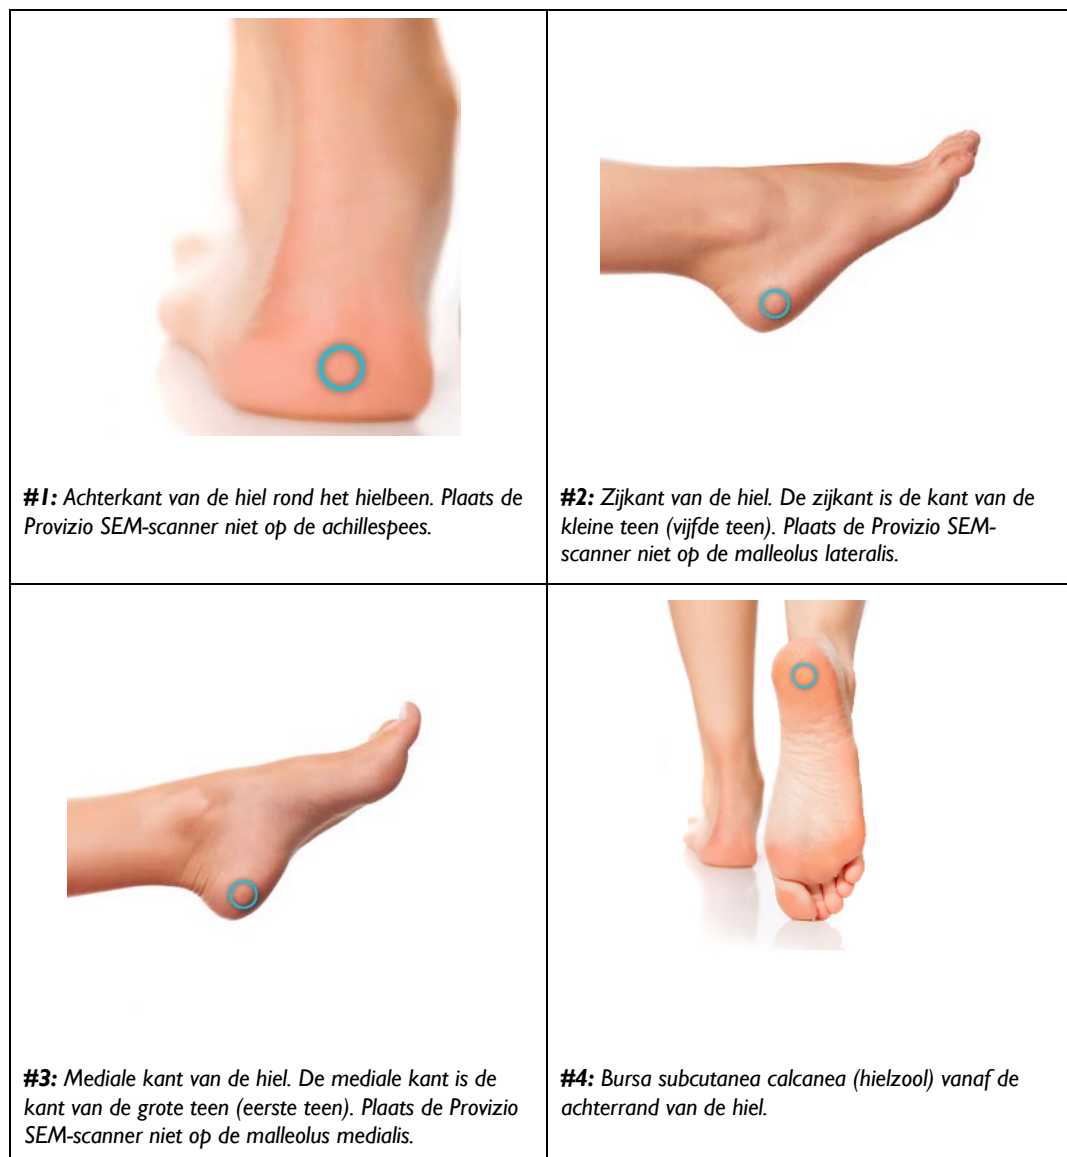 #1: Achterkant van de hiel rond het hielbeen. Plaats de
Provizio SEM-scanner niet op de achillespees.
#2: Zijkant van de hiel. De zijkant is de kant van de
kleine teen (vijfde teen). Plaats de Provizio SEM-
scanner niet op de malleolus lateralis.
#3: Mediale kant van de hiel. De mediale kant is de
kant van de grote teen (eerste teen). Plaats de Provizio
SEM-scanner niet op de malleolus medialis.
#4: Bursa subcutanea calcanea (hielzool) vanaf de
achterrand van de hiel.